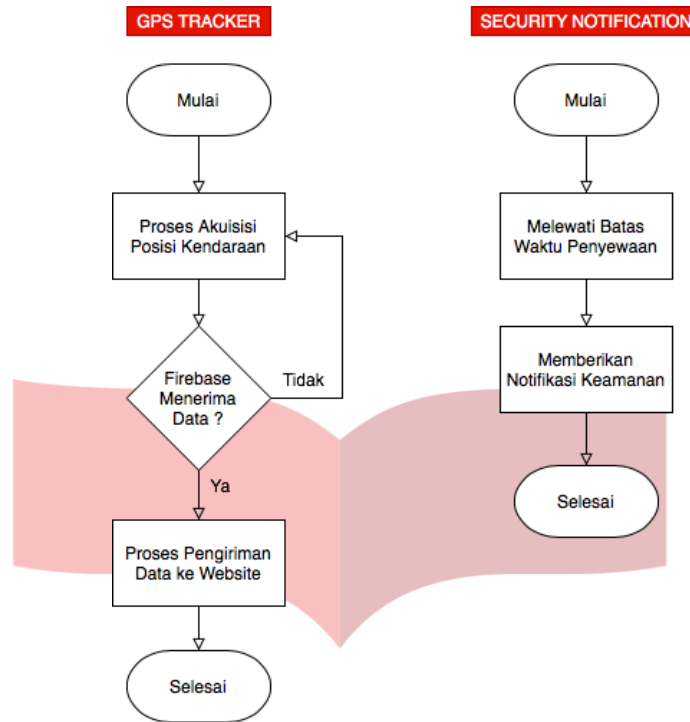 GPS TRACKER
Mulai
Proses Akuisisi
Posisi Kendaraan
Firebase
Menerima
Data ?
Tidak
Ya
Proses Pengiriman
Data ke Website
Selesai
SECURITY NOTIFICATION
Mulai
Melewati Batas
Waktu Penyewaan
Memberikan
Notifikasi Keamanan
Selesai